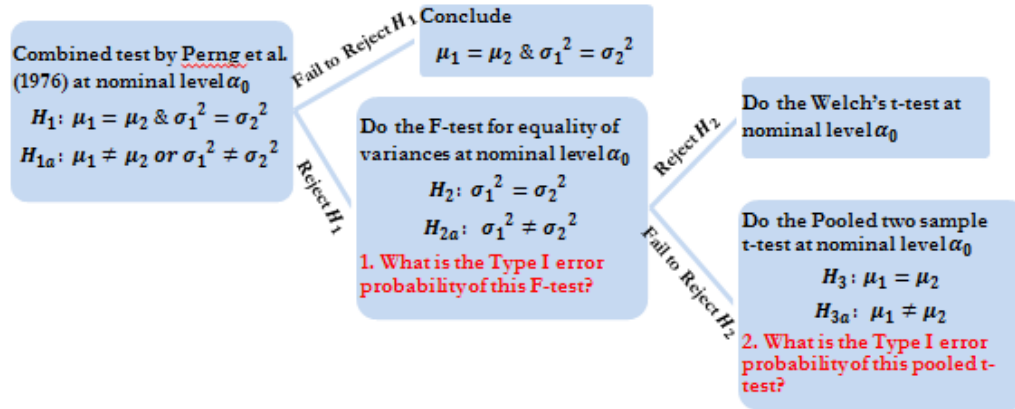 Combined test by Perng et al.
(1976) at nominal level α₀
H₁: μ₁ = μ₂ & σ₁² = σ₂²
H₁ₐ: μ₁ ≠ μ₂ or σ₁² ≠ σ₂²
Fail to Reject H₁
Conclude
μ₁ = μ₂ & σ₁² = σ₂²
Reject H₁
Do the F-test for equality of
variances at nominal level α₀
H₂: σ₁² = σ₂²
H₂ₐ: σ₁² ≠ σ₂²
1. What is the Type I error
probability of this F-test?
Reject H₂
Do the Welch's t-test at
nominal level α₀
Fail to Reject H₂
Do the Pooled two sample
t-test at nominal level α₀
H₃: μ₁ = μ₂
H₃ₐ: μ₁ ≠ μ₂
2. What is the Type I error
probability of this pooled t-
test?